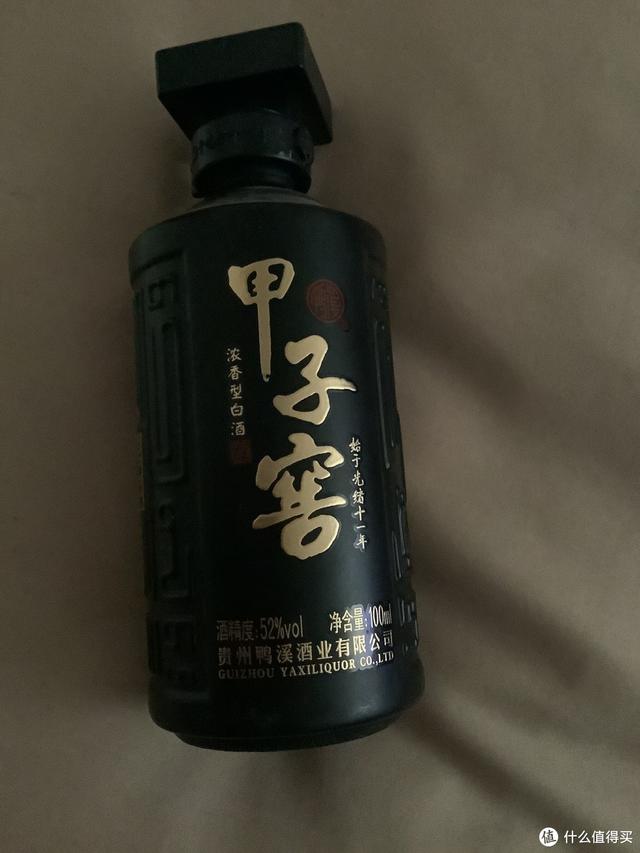 甲子窖
浓香型白酒
始于光绪十一年
酒精度:52%vol
净含量:100ml
贵州鸭溪酒业有限公司
GUIZHOU YAXILIQUOR CO.,LTD
值 什么值得买